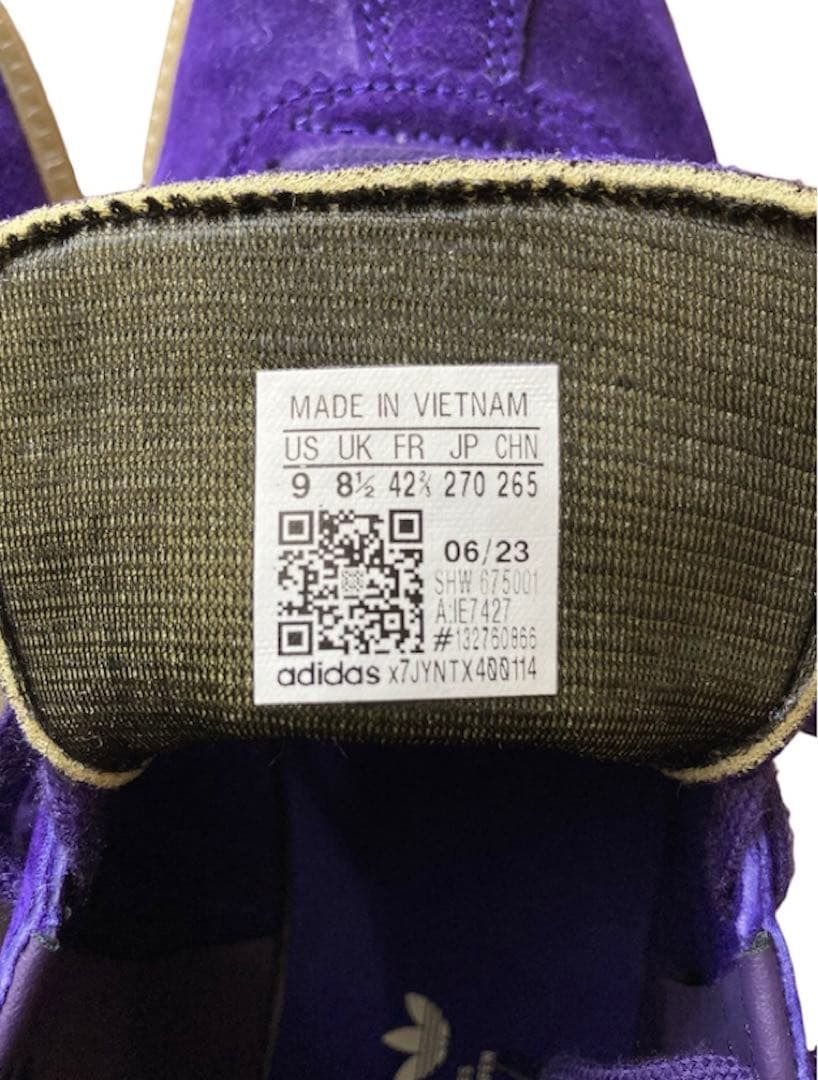 MADE IN VIETNAM
US UK FR JP CHN
9 8½ 42⅔ 270 265
06/23
SHW 675001
A:IE7427
#132760866
adidas x7JYNTX400114